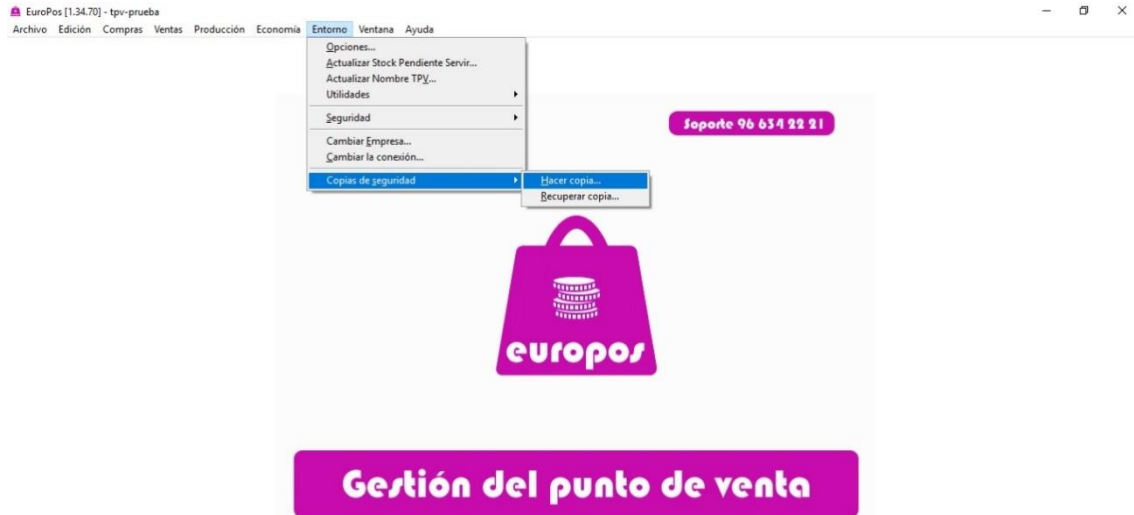 EuroPos [1.34.70] - tpv-prueba
Archivo Edición Compras Ventas Producción Economía Entorno Ventana Ayuda
Opciones...
Actualizar Stock Pendiente Servir...
Actualizar Nombre TPV...
Utilidades
Seguridad
Cambiar Empresa...
Cambiar la conexión...
Copias de seguridad
Hacer copia...
Recuperar copia...
Soporte 96 634 22 21
europos
Gestión del punto de venta